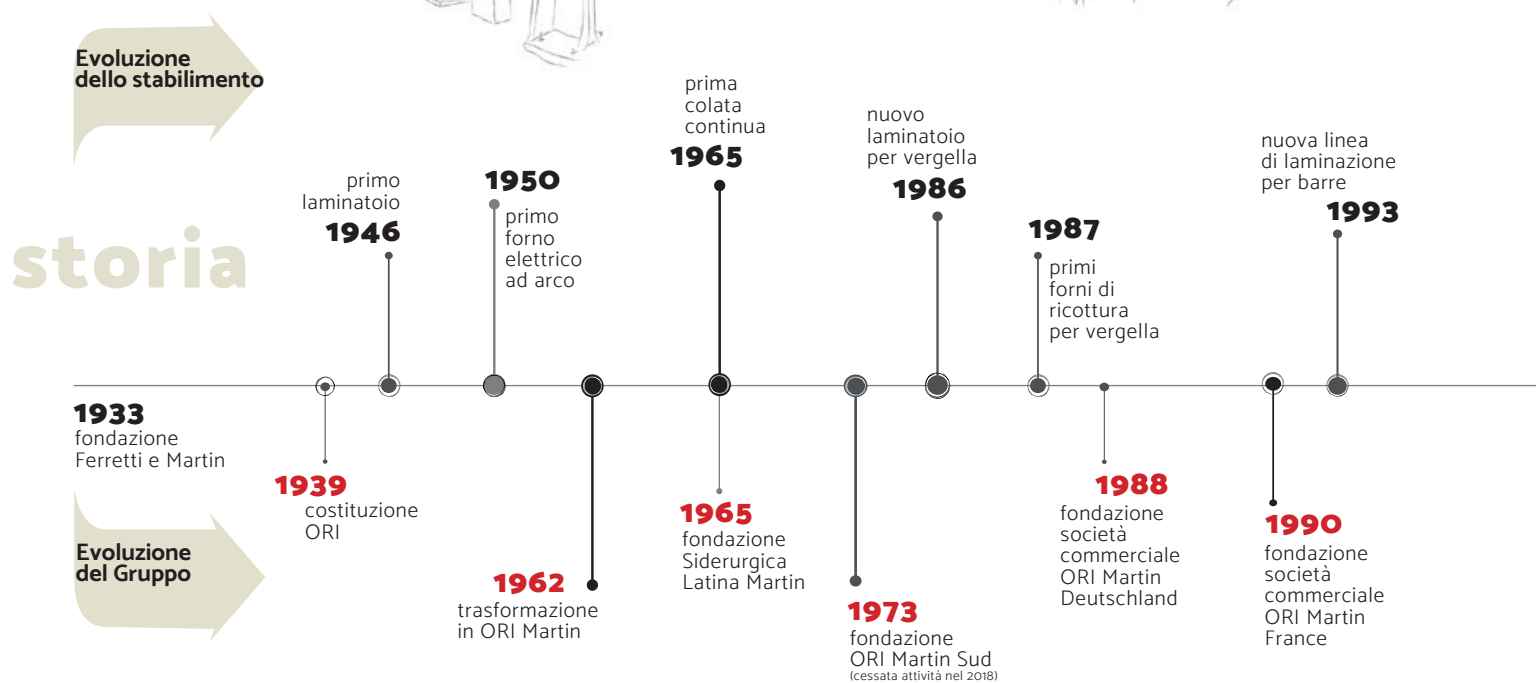 Evoluzione
dello stabilimento
storia
primo
laminatoio
1946
1950
primo
forno
elettrico
ad arco
prima
colata
continua
1965
nuovo
laminatoio
per vergella
1986
1987
primi
forni di
ricottura
per vergella
nuova linea
di laminazione
per barre
1993
1933
fondazione
Ferretti e Martin
Evoluzione
del Gruppo
1939
costituzione
ORI
1962
trasformazione
in ORI Martin
1965
fondazione
Siderurgica
Latina Martin
1973
fondazione
ORI Martin Sud
(cessata attività nel 2018)
1988
fondazione
società
commerciale
ORI Martin
Deutschland
1990
fondazione
società
commerciale
ORI Martin
France